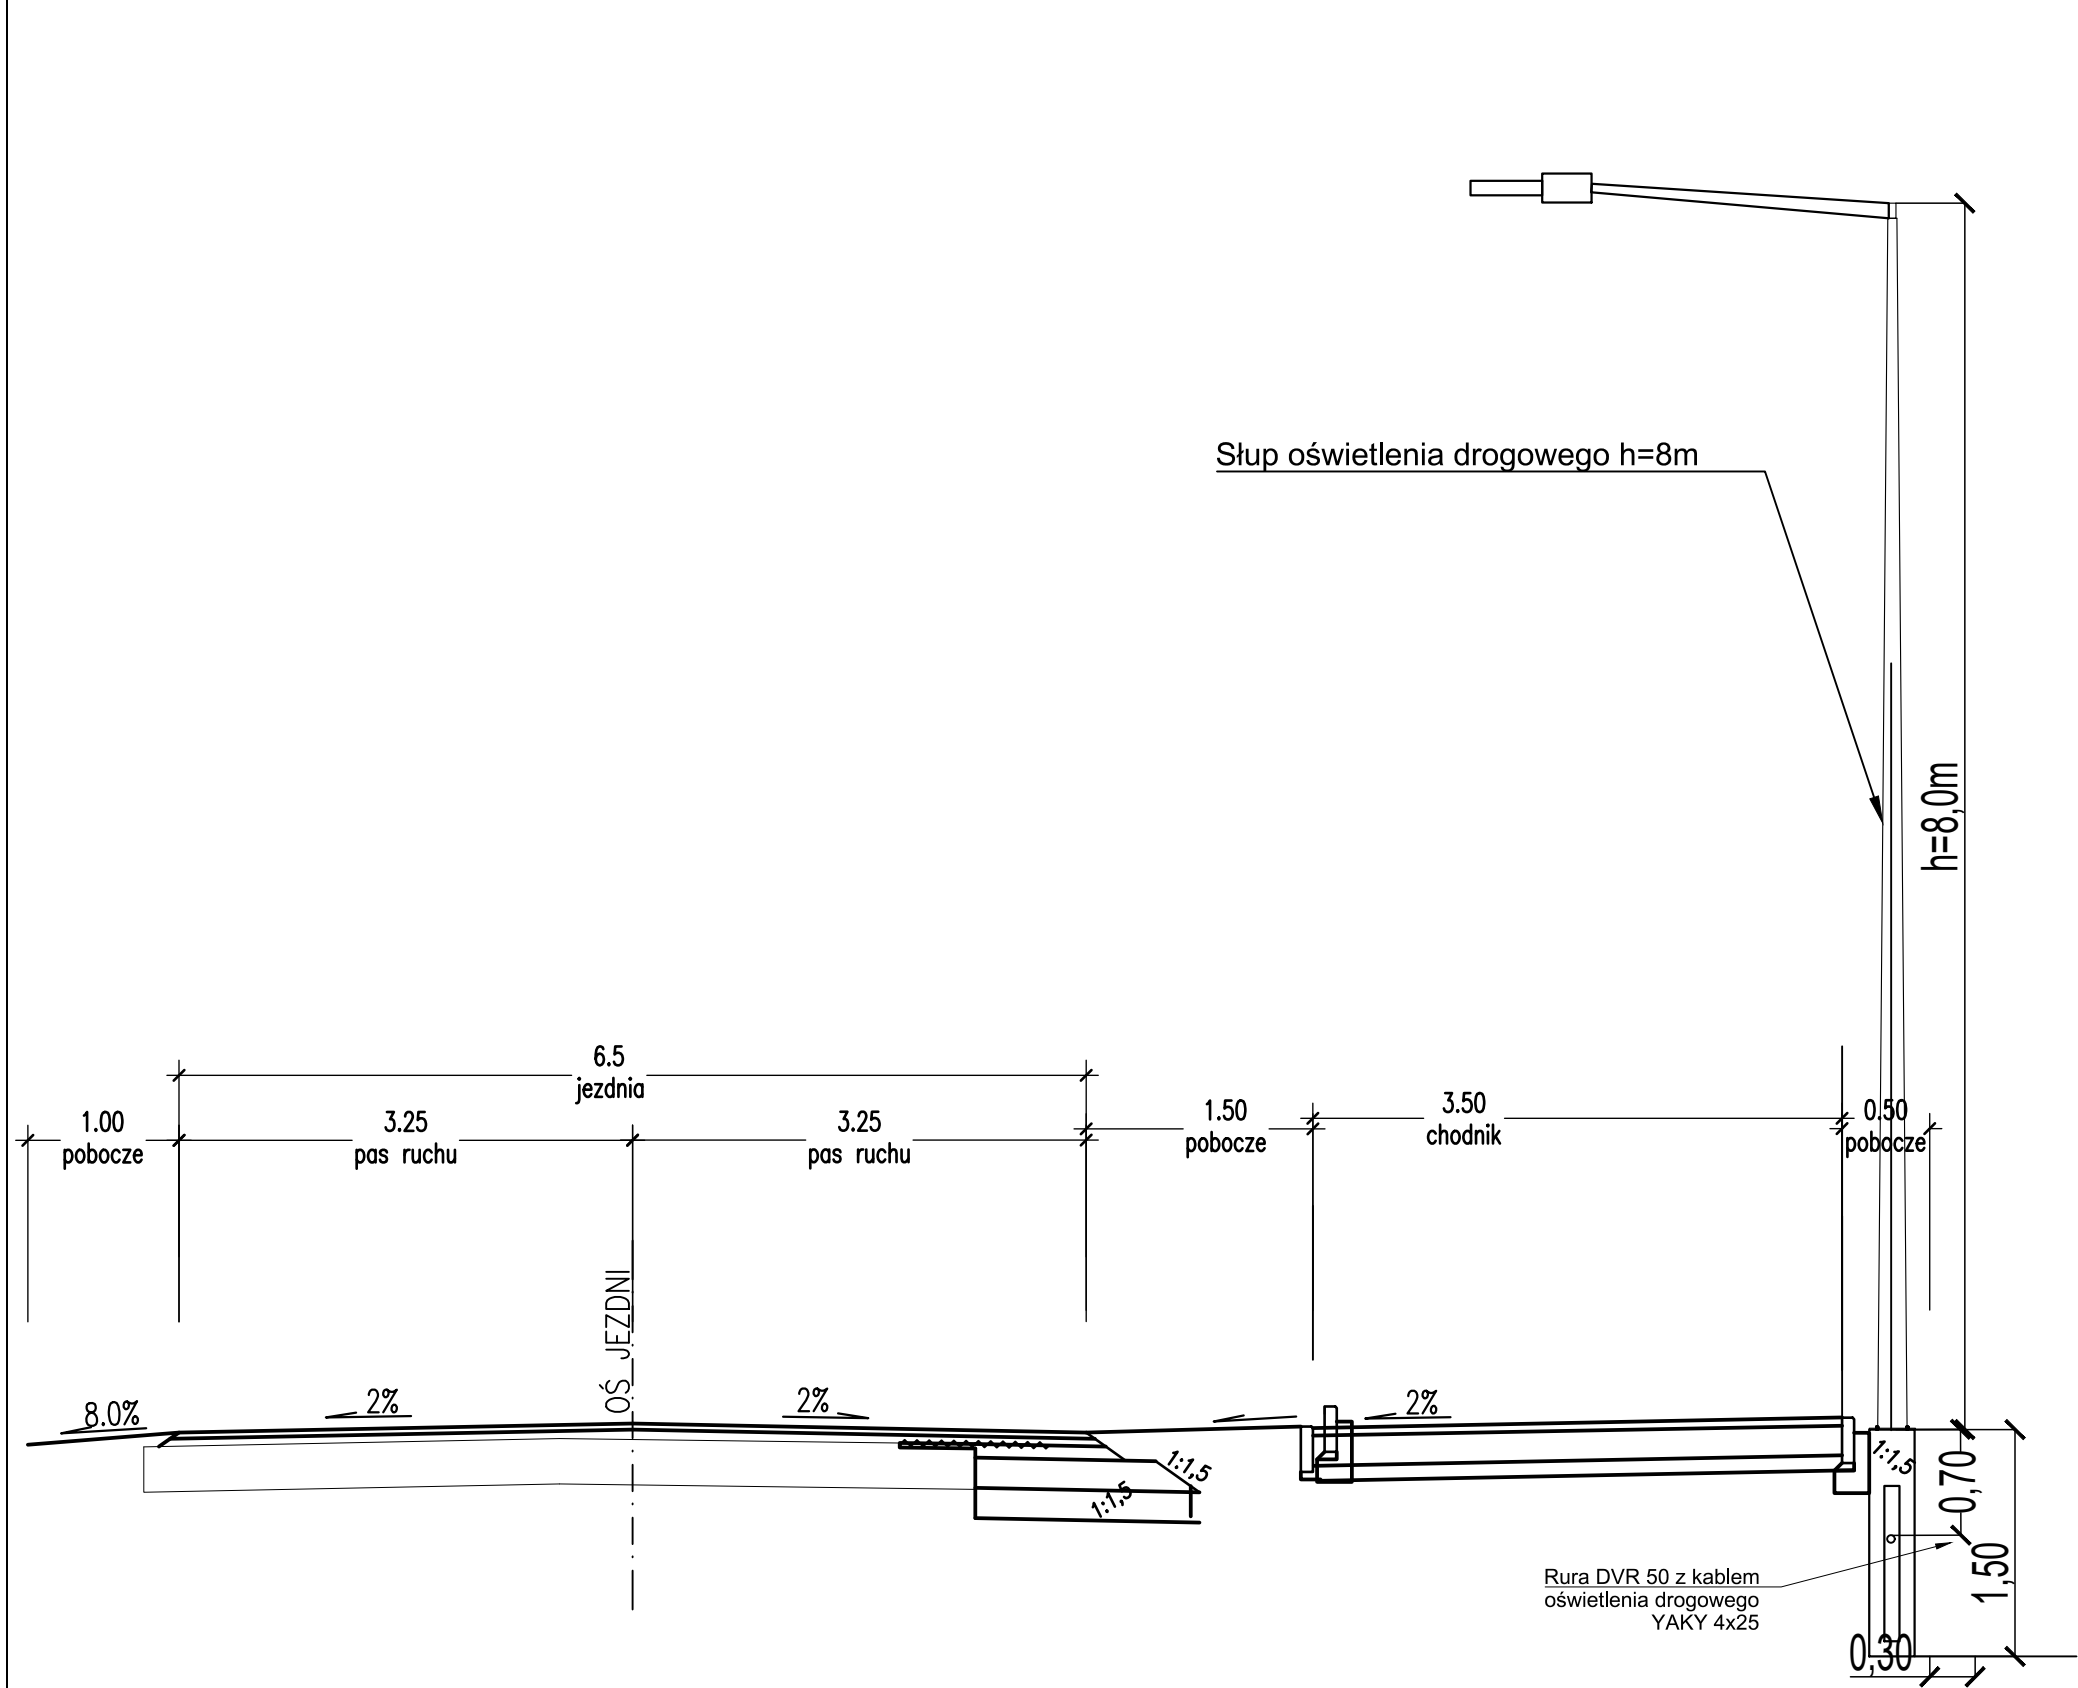 Słup oświetlenia drogowego h=8m
h=8,0m
6.5
jezdnia
1.00
pobocze
3.25
pas ruchu
3.25
pas ruchu
1.50
pobocze
3.50
chodnik
0.50
pobocze
OŚ JEZDNI
8.0%
2%
2%
2%
1:1,5
1:1,5
1:1,5
0,70
1,50
Rura DVR 50 z kablem
oświetlenia drogowego
YAKY 4x25
0,30